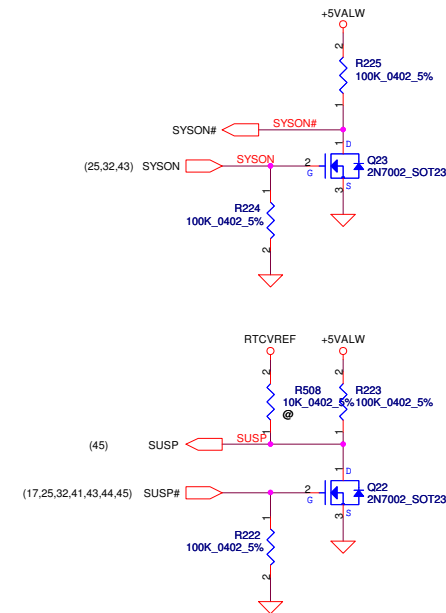 +5VALW
2
R225
100K_0402_5%
1
SYSON#
SYSON#
1
D
Q23
2N7002_SOT23
(25,32,43)
SYSON
SYSON
2
G
S
3
1
R224
100K_0402_5%
2
RTCVREF
+5VALW
2
2
R508
10K_0402_5%
@
R223
100K_0402_5%
1
1
(45)
SUSP
SUSP
1
D
Q22
2N7002_SOT23
(17,25,32,41,43,44,45)
SUSP#
2
G
S
3
1
R222
100K_0402_5%
2